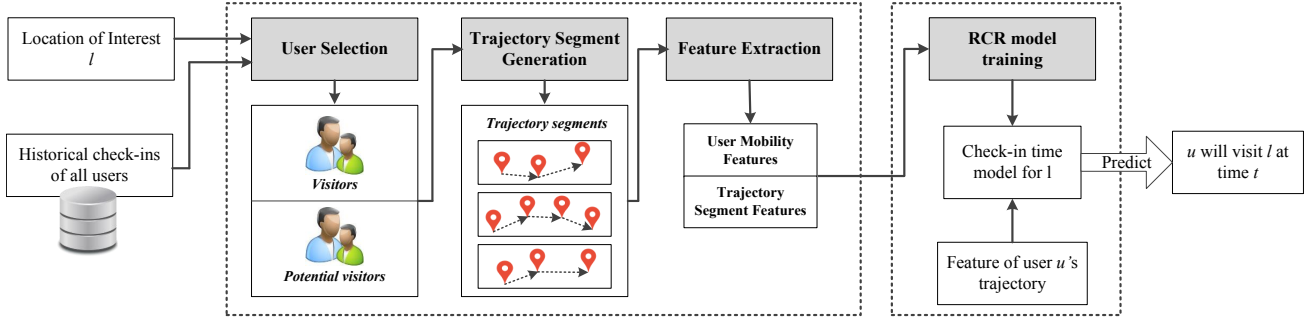 Location of Interest
l
Historical check-ins
of all users
User Selection
Visitors
Potential visitors
Trajectory Segment
Generation
Trajectory segments
Feature Extraction
User Mobility
Features
Trajectory
Segment Features
RCR model
training
Check-in time
model for l
Feature of user u's
trajectory
Predict
u will visit l at
time t